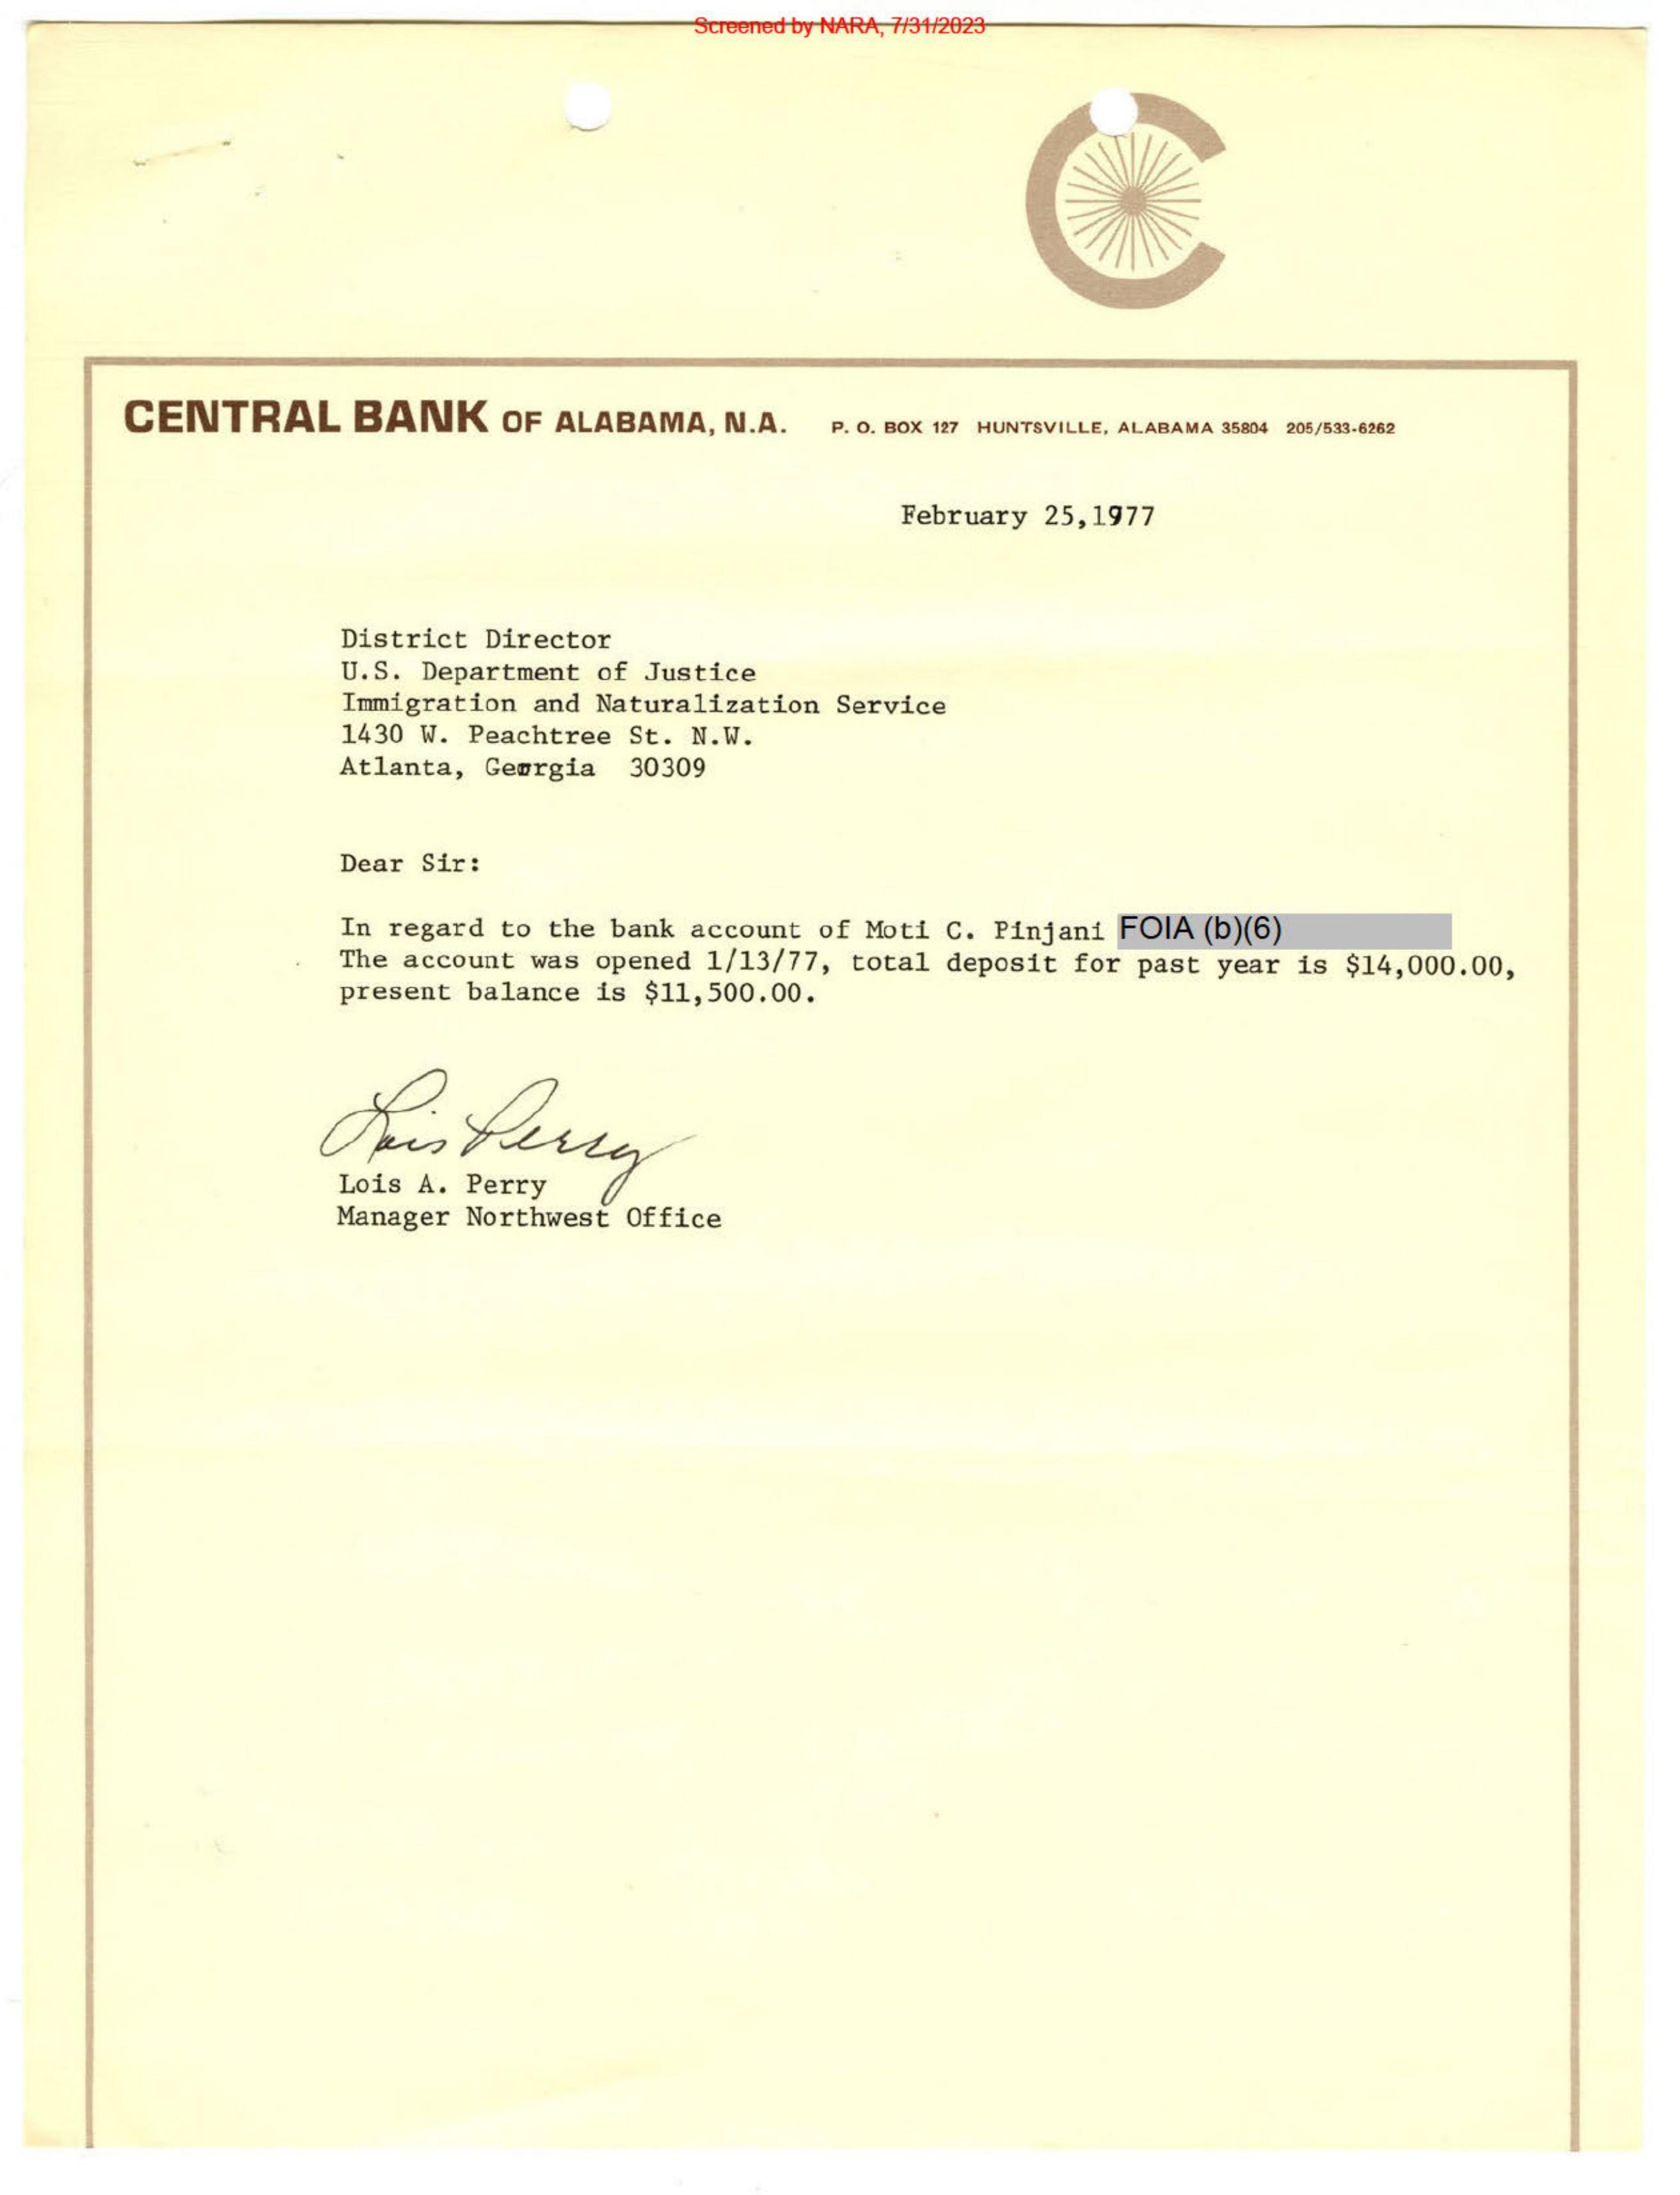 Screened by NARA, 7/31/2023
CENTRAL BANK OF ALABAMA, N.A. P. O. BOX 127 HUNTSVILLE, ALABAMA 35804 205/533-6262
February 25,1977
District Director
U.S. Department of Justice
Immigration and Naturalization Service
1430 W. Peachtree St. N.W.
Atlanta, Georgia 30309
Dear Sir:
In regard to the bank account of Moti C. Pinjani FOIA (b)(6)
The account was opened 1/13/77, total deposit for past year is $14,000.00,
present balance is $11,500.00.
Lois Perry
Lois A. Perry
Manager Northwest Office